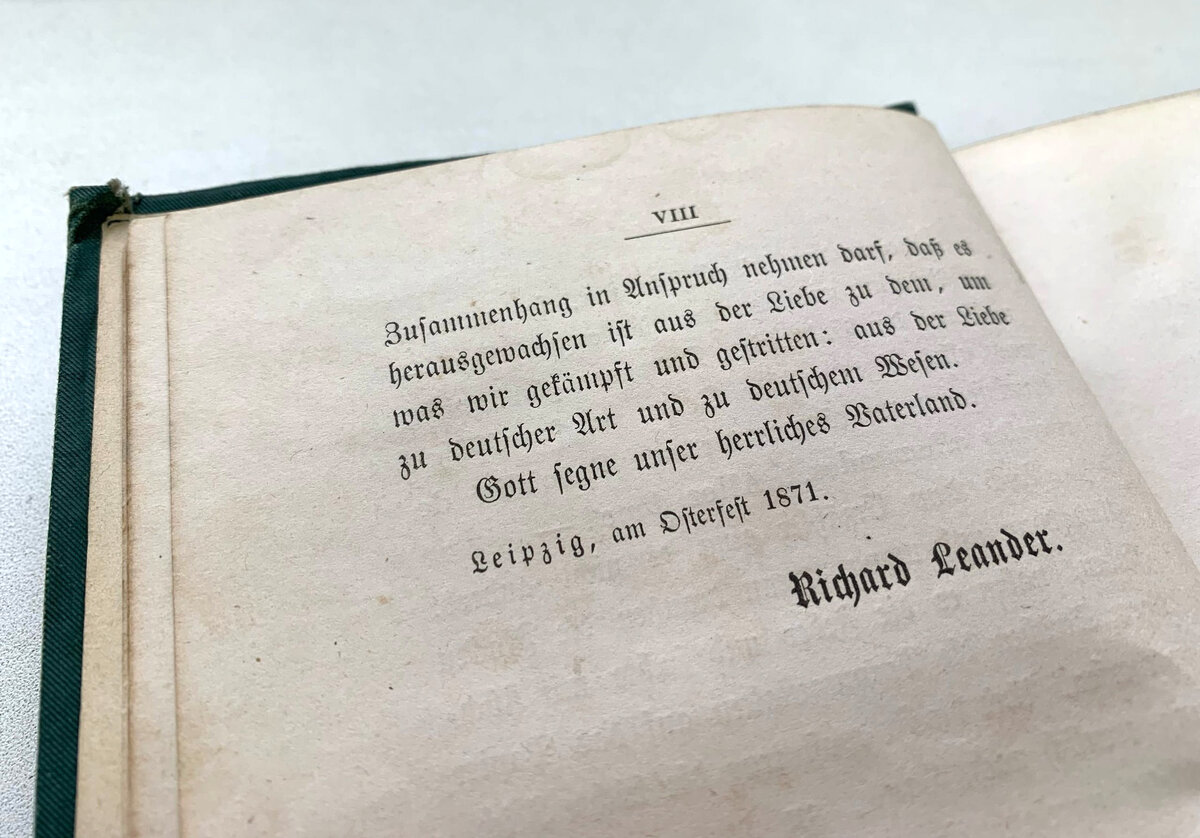 VIII
Zuſammenhang in Anſpruch nehmen darf, daß es
herausgewachſen iſt aus der Liebe zu dem, um
was wir gekämpft und geſtritten: aus der Liebe
zu deutſcher Art und zu deutſchem Weſen.
Gott ſegne unſer herrliches Vaterland.
Leipzig, am Oſterfeſt 1871.
Richard Leander.